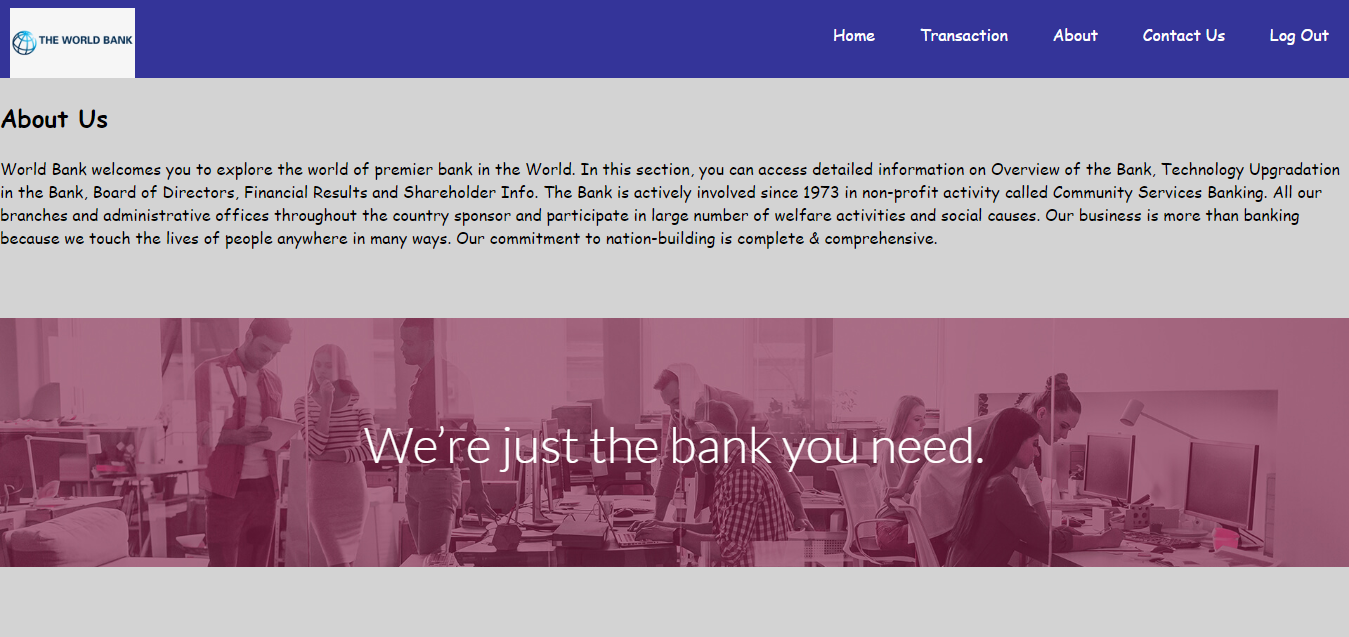 THE WORLD BANK
Home Transaction About Contact Us Log Out
About Us
World Bank welcomes you to explore the world of premier bank in the World. In this section, you can access detailed information on Overview of the Bank, Technology Upgradation
in the Bank, Board of Directors, Financial Results and Shareholder Info. The Bank is actively involved since 1973 in non-profit activity called Community Services Banking. All our
branches and administrative offices throughout the country sponsor and participate in large number of welfare activities and social causes. Our business is more than banking
because we touch the lives of people anywhere in many ways. Our commitment to nation-building is complete & comprehensive.
We're just the bank you need.